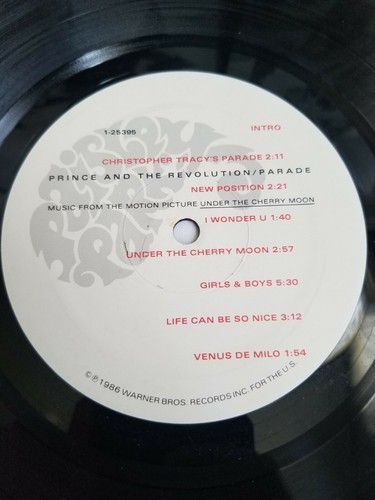 1-25395
INTRO
CHRISTOPHER TRACY'S PARADE 2:11
PRINCE AND THE REVOLUTION/PARADE
NEW POSITION 2:21
MUSIC FROM THE MOTION PICTURE UNDER THE CHERRY MOON
I WONDER U 1:40
UNDER THE CHERRY MOON 2:57
GIRLS & BOYS 5:30
LIFE CAN BE SO NICE 3:12
VENUS DE MILO 1:54
©℗1986 WARNER BROS. RECORDS INC. FOR THE U.S.